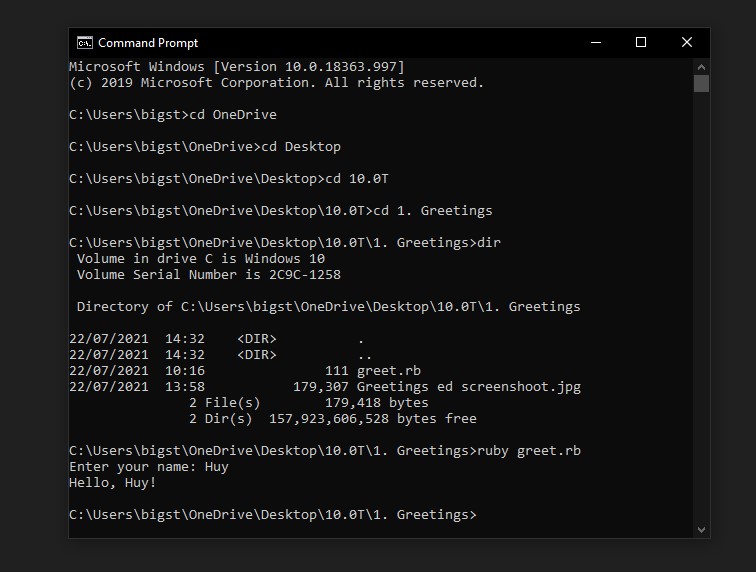 Command Prompt
Microsoft Windows [Version 10.0.18363.997]
(c) 2019 Microsoft Corporation. All rights reserved.
C:\Users\bigst>cd OneDrive
C:\Users\bigst\OneDrive>cd Desktop
C:\Users\bigst\OneDrive\Desktop>cd 10.0T
C:\Users\bigst\OneDrive\Desktop\10.0T>cd 1. Greetings
C:\Users\bigst\OneDrive\Desktop\10.0T\1. Greetings>dir
 Volume in drive C is Windows 10
 Volume Serial Number is 2C9C-1258
 Directory of C:\Users\bigst\OneDrive\Desktop\10.0T\1. Greetings
22/07/2021  14:32    <DIR>          .
22/07/2021  14:32    <DIR>          ..
22/07/2021  10:16               111 greet.rb
22/07/2021  13:58           179,307 Greetings ed screenshoot.jpg
               2 File(s)        179,418 bytes
               2 Dir(s)  157,923,606,528 bytes free
C:\Users\bigst\OneDrive\Desktop\10.0T\1. Greetings>ruby greet.rb
Enter your name: Huy
Hello, Huy!
C:\Users\bigst\OneDrive\Desktop\10.0T\1. Greetings>